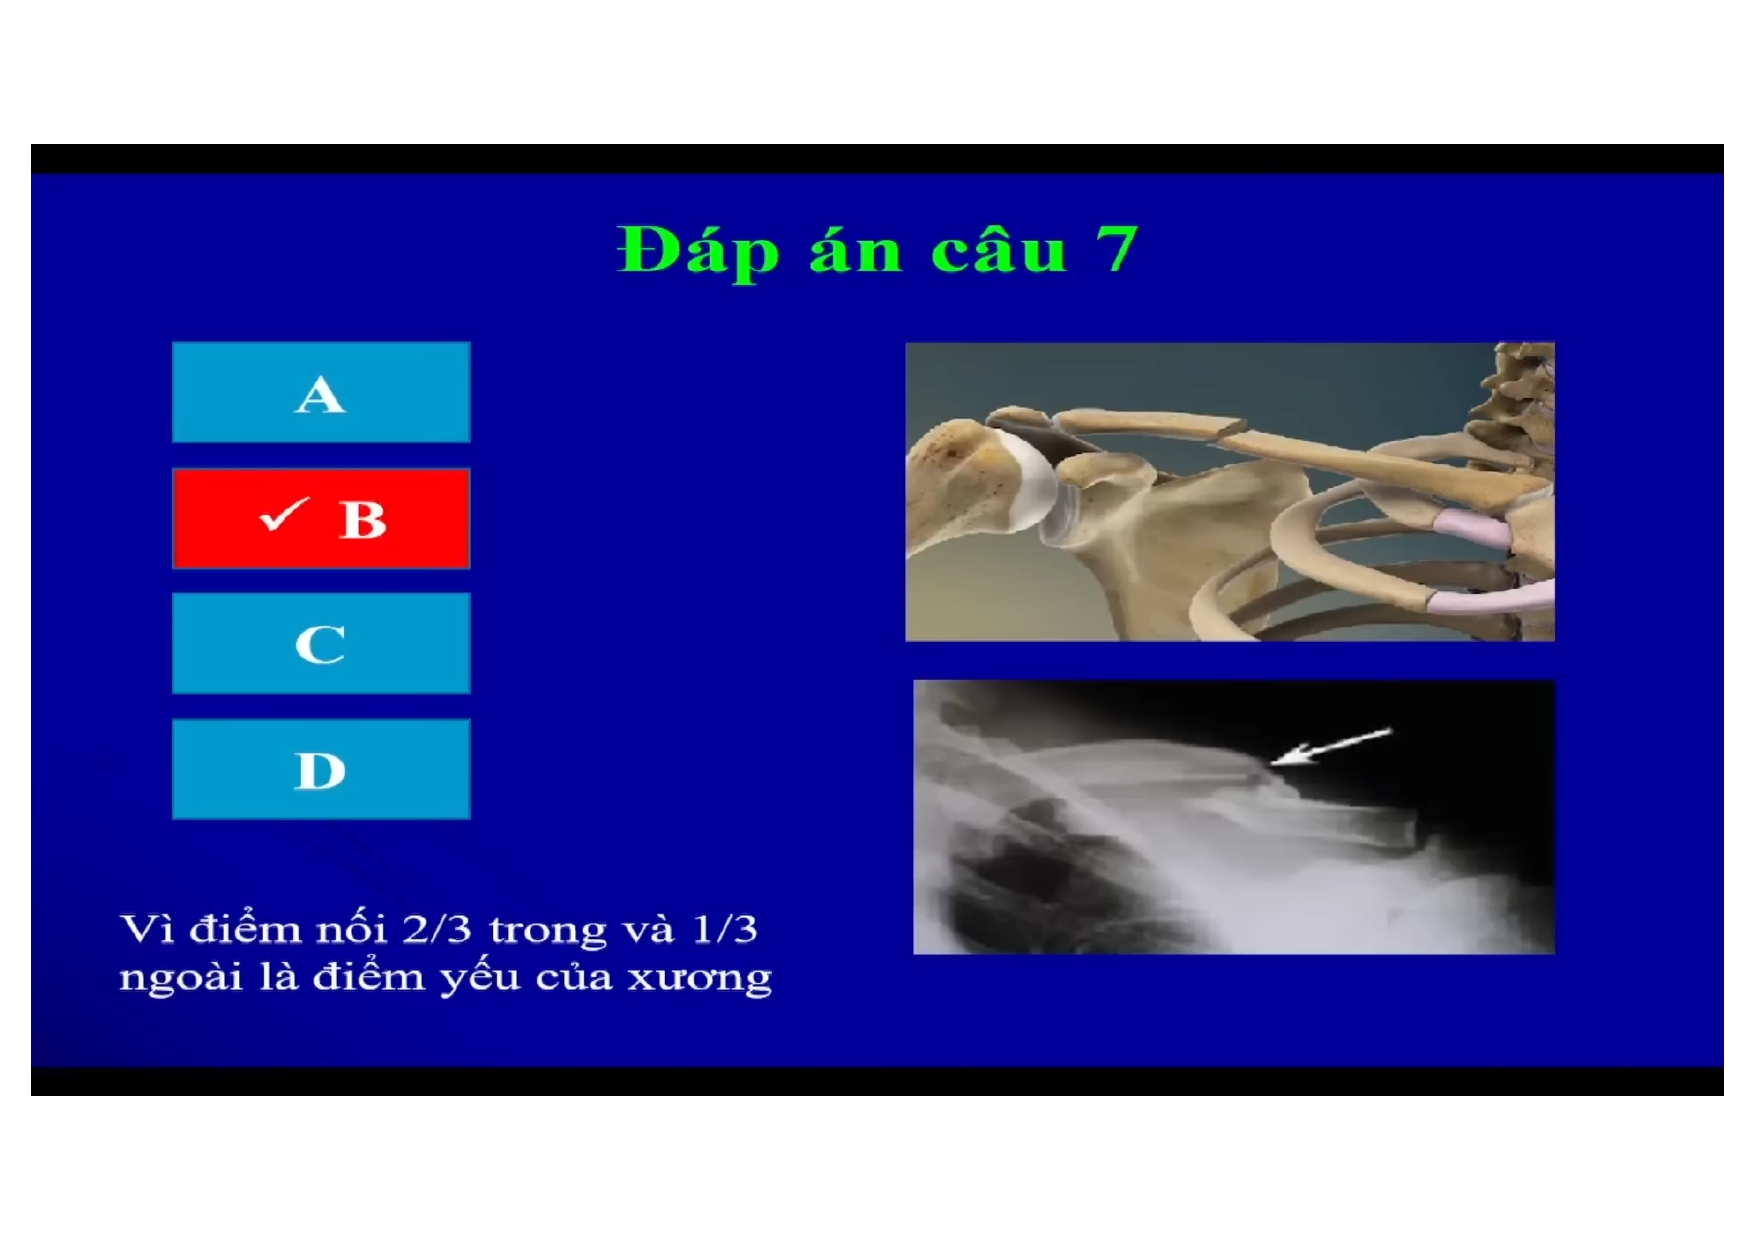 Đáp án câu 7
A
✓ B
C
D
Vì điểm nối 2/3 trong và 1/3
ngoài là điểm yếu của xương